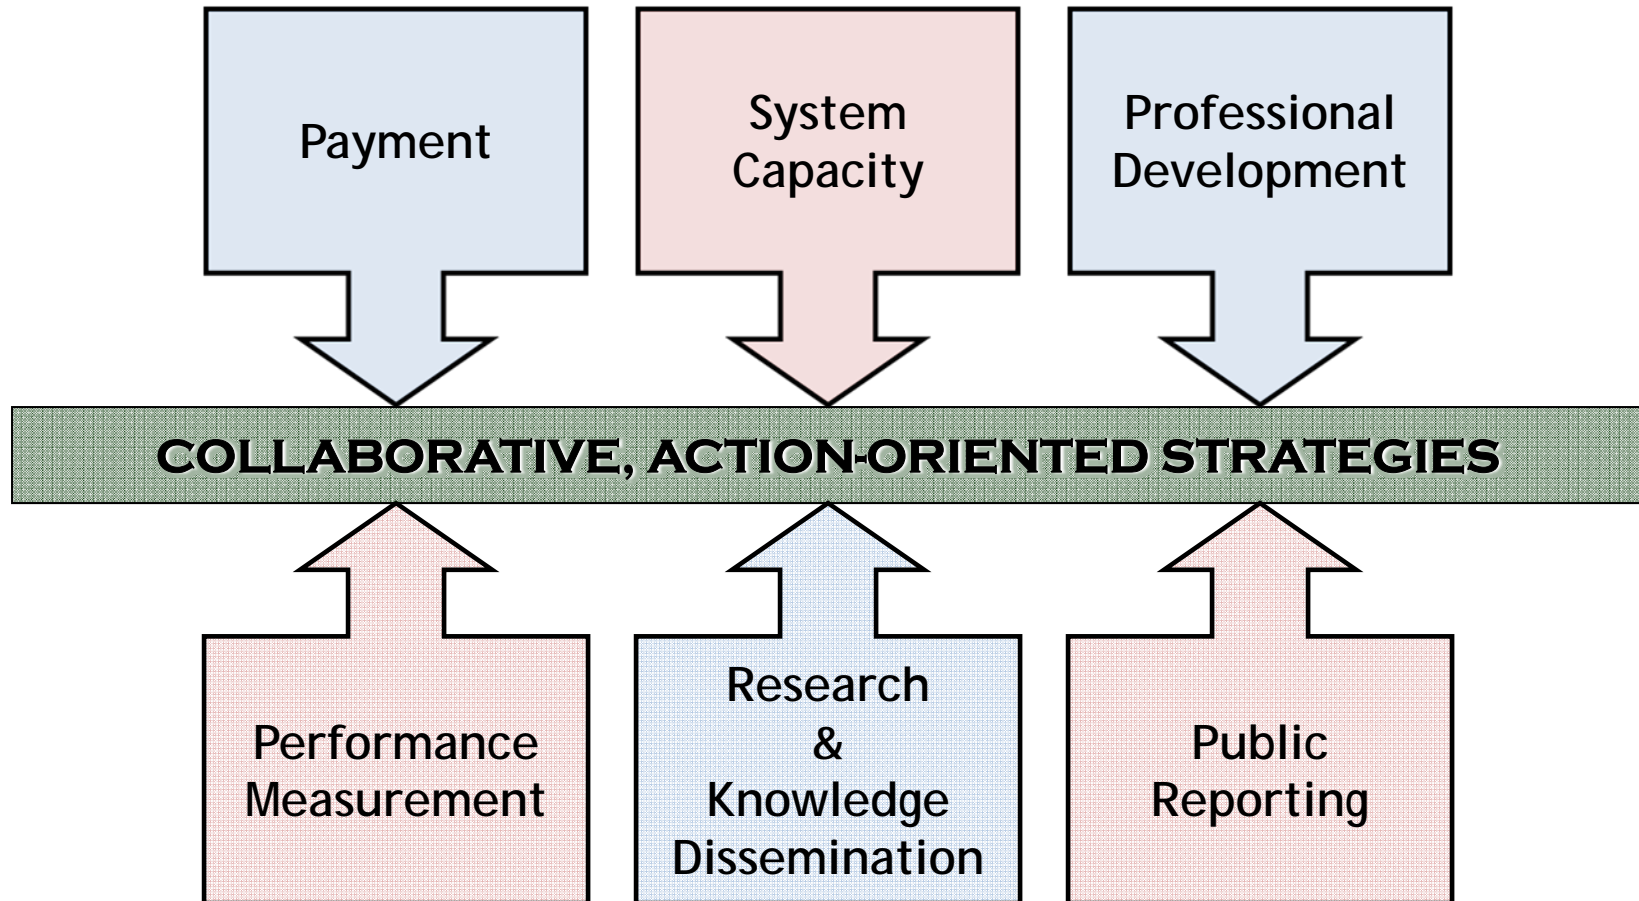 Payment
System
Capacity
Professional
Development
COLLABORATIVE, ACTION-ORIENTED STRATEGIES
Performance
Measurement
Research
&
Knowledge
Dissemination
Public
Reporting